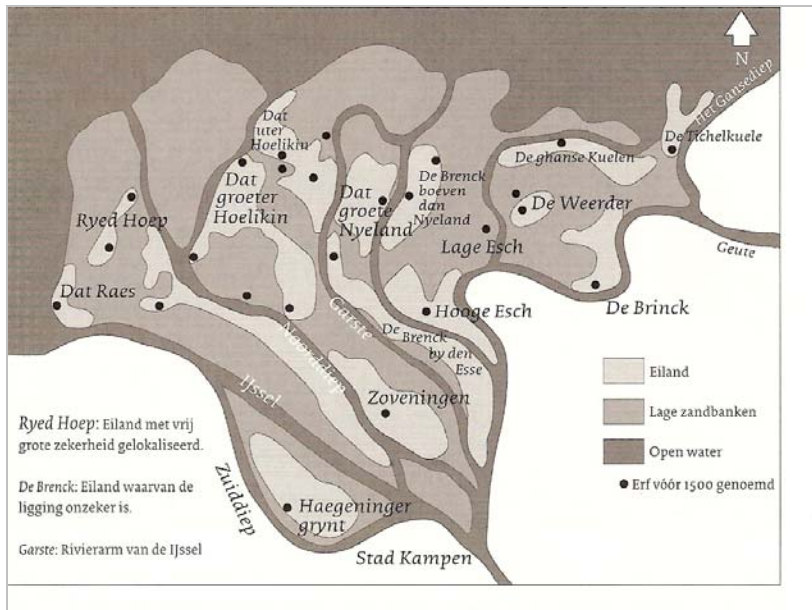 N
Het Gansediep
Dat
uter
Hoelikin
De Tichelkuele
De ghanse Kuelen
Dat
groeter
Hoelikin
Dat
groete
Nyeland
De Brenck
boeven
dan
Nyeland
De Weerder
Ryed Hoep
Lage Esch
Geute
Dat Raes
Garste
Hooge Esch
De Brinck
De
Brenck
by den
Esse
Noorddiep
IJssel
Zoveningen
Eiland
Lage zandbanken
Open water
Erf vóór 1500 genoemd
Ryed Hoep: Eiland met vrij
grote zekerheid gelokaliseerd.
De Brenck: Eiland waarvan de
ligging onzeker is.
Garste: Rivierarm van de IJssel
Zuiddiep
Haegeninger
grynt
Stad Kampen